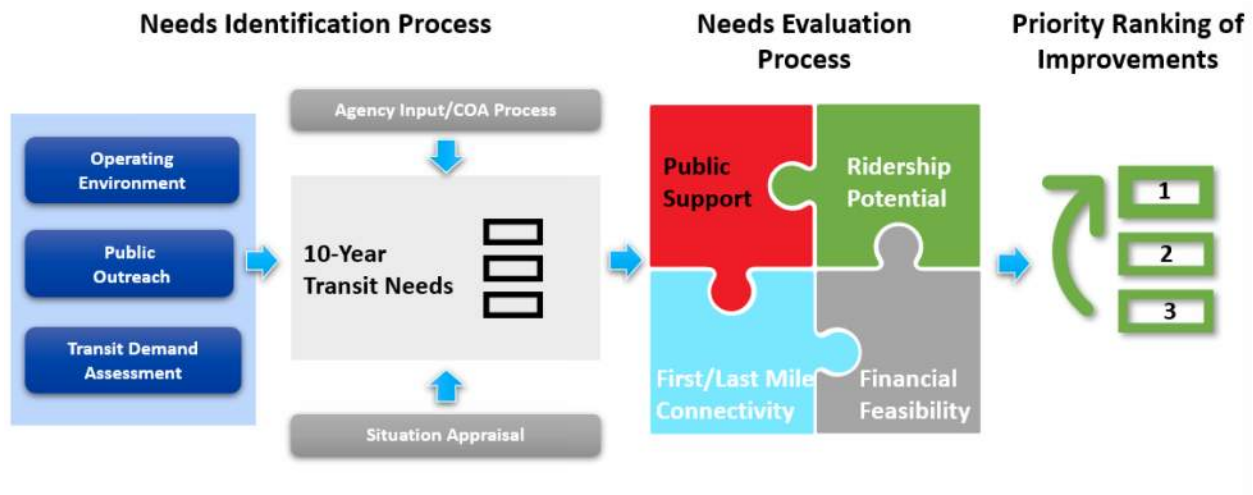 Needs Identification Process
Needs Evaluation
Process
Priority Ranking of
Improvements
Operating
Environment
Public
Outreach
Transit Demand
Assessment
Agency Input/COA Process
10-Year
Transit Needs
Situation Appraisal
Public
Support
Ridership
Potential
First/Last Mile
Connectivity
Financial
Feasibility
1
2
3